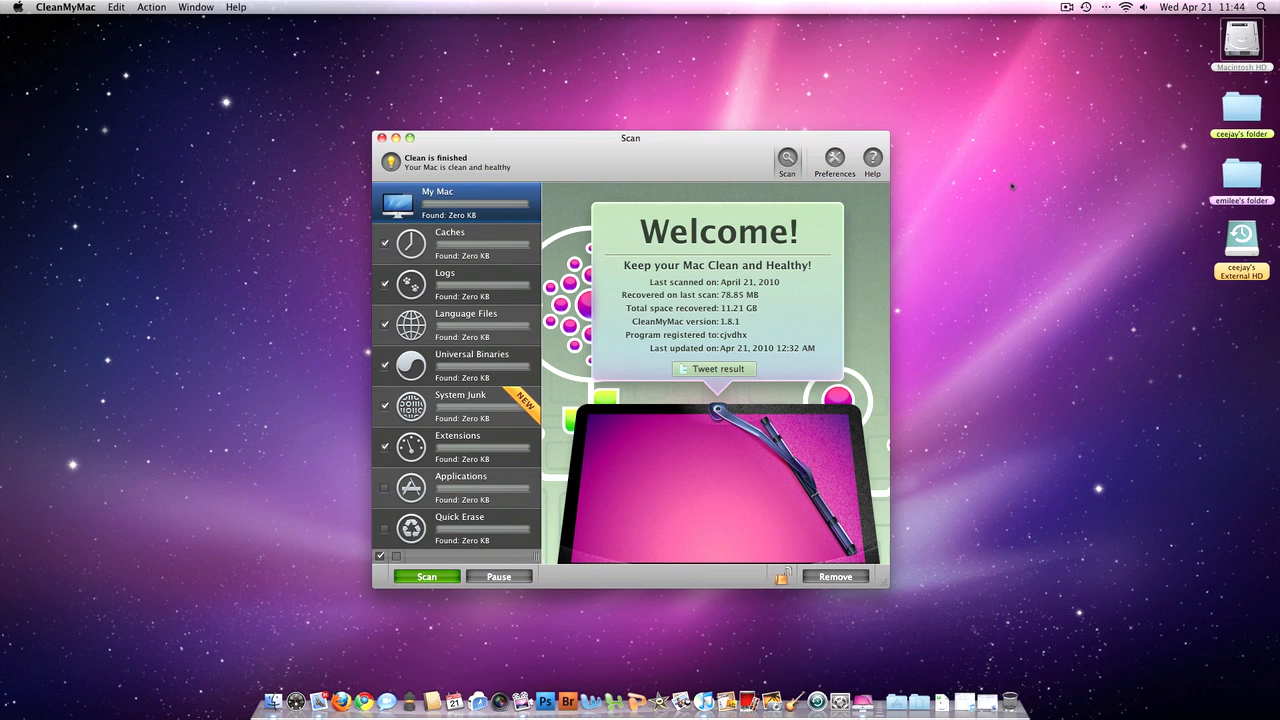 CleanMyMac Edit Action Window Help
Wed Apr 21 11:44
Macintosh HD
ceejay's folder
emilee's folder
ceejay's
External HD
Scan
Clean is finished
Your Mac is clean and healthy
Scan
Preferences
Help
My Mac
Found: Zero KB
Caches
Found: Zero KB
Logs
Found: Zero KB
Language Files
Found: Zero KB
Universal Binaries
Found: Zero KB
System Junk
NEW
Found: Zero KB
Extensions
Found: Zero KB
Applications
Found: Zero KB
Quick Erase
Found: Zero KB
Scan
Pause
Welcome!
Keep your Mac Clean and Healthy!
Last scanned on: April 21, 2010
Recovered on last scan: 78.85 MB
Total space recovered: 11.21 GB
CleanMyMac version: 1.8.1
Program registered to: cjvdhx
Last updated on: Apr 21, 2010 12:32 AM
Tweet result
Remove
21
Ps
Br